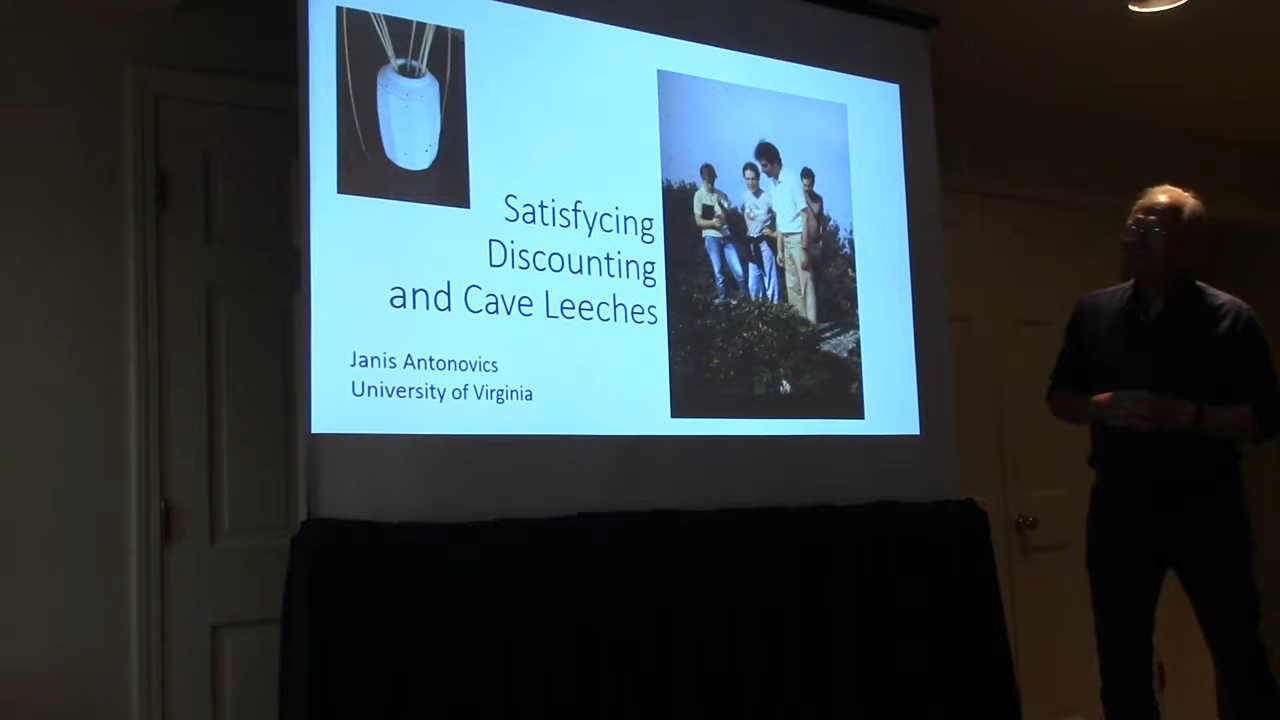 Satisfycing
Discounting
and Cave Leeches
Janis Antonovics
University of Virginia